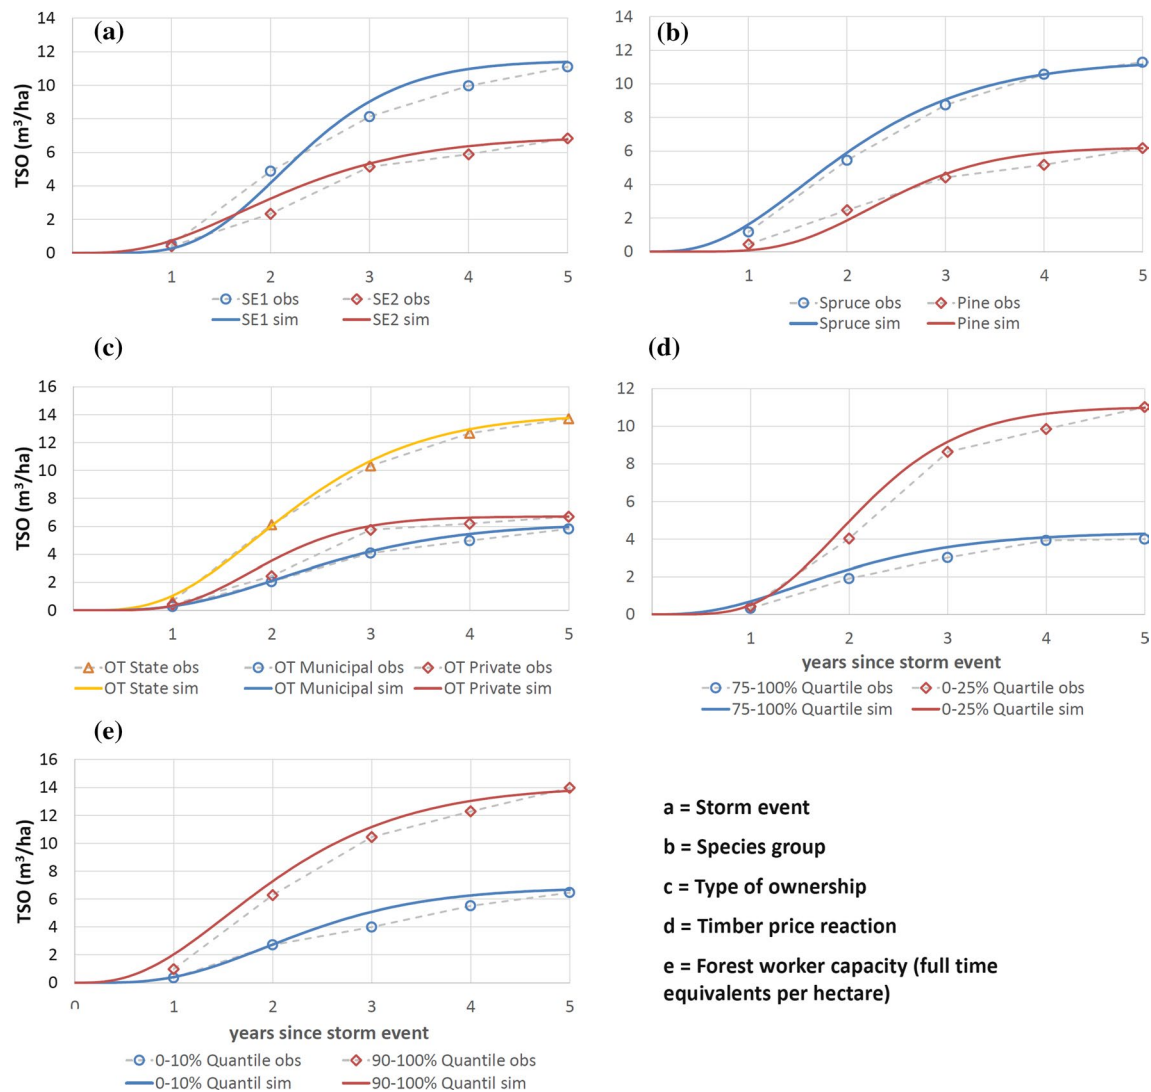 (a)
14
12
10
8
6
4
2
0
TSO (m³/ha)
1 2 3 4 5
SE1 obs SE2 obs
SE1 sim SE2 sim
(b)
14
12
10
8
6
4
2
0
1 2 3 4 5
Spruce obs Pine obs
Spruce sim Pine sim
(c)
16
14
12
10
8
6
4
2
0
TSO (m³/ha)
1 2 3 4 5
OT State obs OT Municipal obs OT Private obs
OT State sim OT Municipal sim OT Private sim
(d)
12
10
8
6
4
2
0
1 2 3 4 5
years since storm event
75-100% Quartile obs 0-25% Quartile obs
75-100% Quartile sim 0-25% Quartile sim
(e)
16
14
12
10
8
6
4
2
0
TSO (m³/ha)
0 1 2 3 4 5
years since storm event
0-10% Quantile obs 90-100% Quantile obs
0-10% Quantil sim 90-100% Quantil sim
a = Storm event
b = Species group
c = Type of ownership
d = Timber price reaction
e = Forest worker capacity (full time
equivalents per hectare)